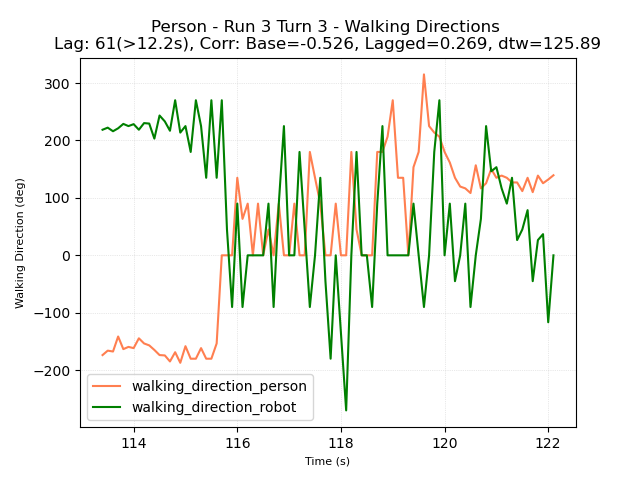 Person - Run 3 Turn 3 - Walking Directions
Lag: 61(>12.2s), Corr: Base=-0.526, Lagged=0.269, dtw=125.89
300
200
100
0
−100
−200
Walking Direction (deg)
walking_direction_person
walking_direction_robot
114
116
118
120
122
Time (s)